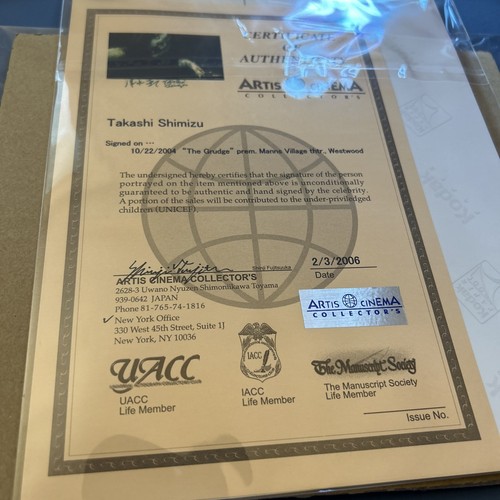 CERTIFICATE
OF
AUTHENTICITY
ARTIS CINEMA
COLLECTOR'S
Takashi Shimizu
Signed on ...
10/22/2004 "The Grudge" prem. Manns Village thtr., Westwood
The undersigned hereby certifies that the signature of the person
portrayed on the item mentioned above is unconditionally
guaranteed to be authentic and hand signed by the celebrity.
A portion of the sales will be contributed to the under-priviledged
children (UNICEF).
2/3/2006
Date
ARTIS CINEMA COLLECTOR'S
2628-3 Uwano Nyuzen Shimoniikawa Toyama
939-0642 JAPAN
Phone 81-765-74-1816
✓ New York Office
330 West 45th Street, Suite 1J
New York, NY 10036
ARTIS CINEMA
COLLECTOR'S
UACC
UACC
Life Member
IACC
IACC
Life Member
The Manuscript Society
The Manuscript Society
Life Member
Issue No.